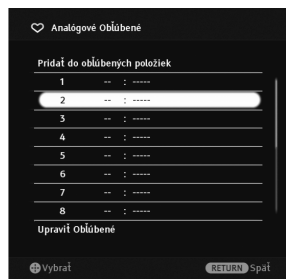 Analógové Obľúbené
Pridať do obľúbených položiek
1 -- : -----
2 -- : -----
3 -- : -----
4 -- : -----
5 -- : -----
6 -- : -----
7 -- : -----
8 -- : -----
Upraviť Obľúbené
Vybrať RETURN Späť